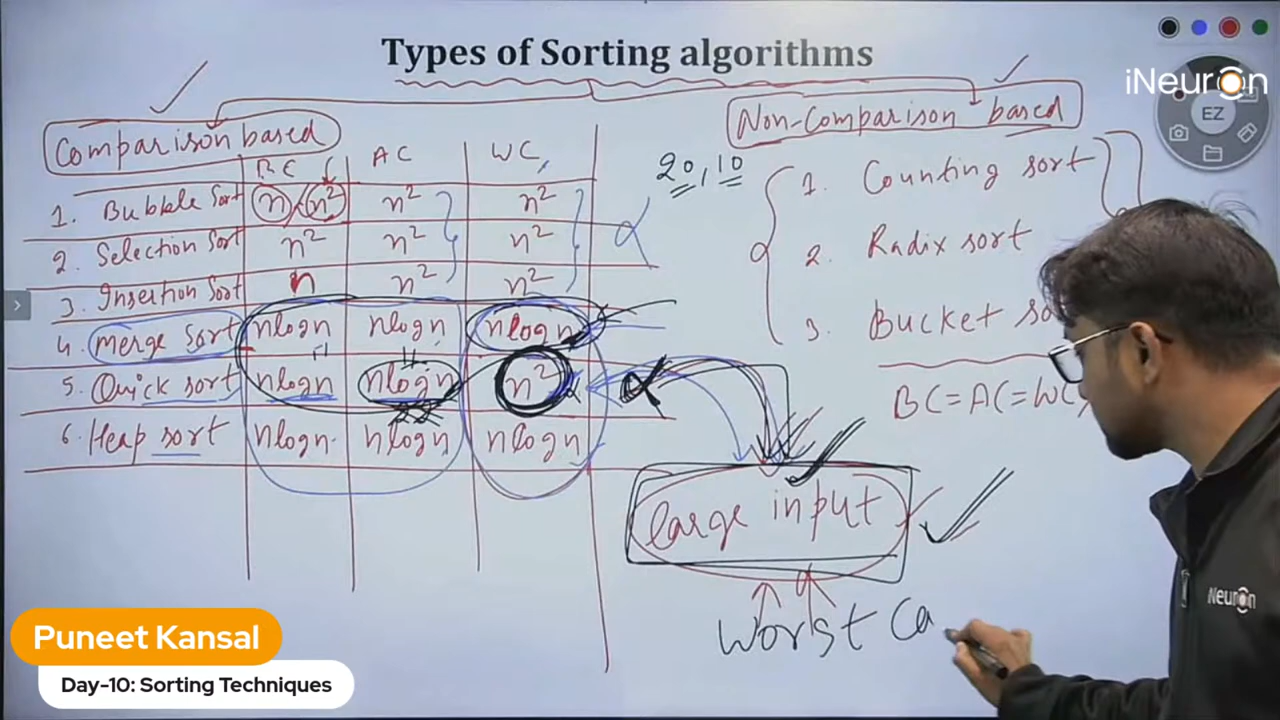 Types of Sorting algorithms
iNeuron
EZ
Comparison based
Non-Comparison based
BC AC WC
20, 10
1. Bubble Sort n/n² n² n²
2. Selection Sort n² n² n²
3. Insertion Sort n n² n²
4. Merge Sort nlogn nlogn nlogn
5. Quick Sort nlogn nlogn n²
6. Heap sort nlogn nlogn nlogn
1. Counting sort
2. Radix sort
3. Bucket so
BC=AC=WC
large input
Worst Ca
iNeuron
Puneet Kansal
Day-10: Sorting Techniques